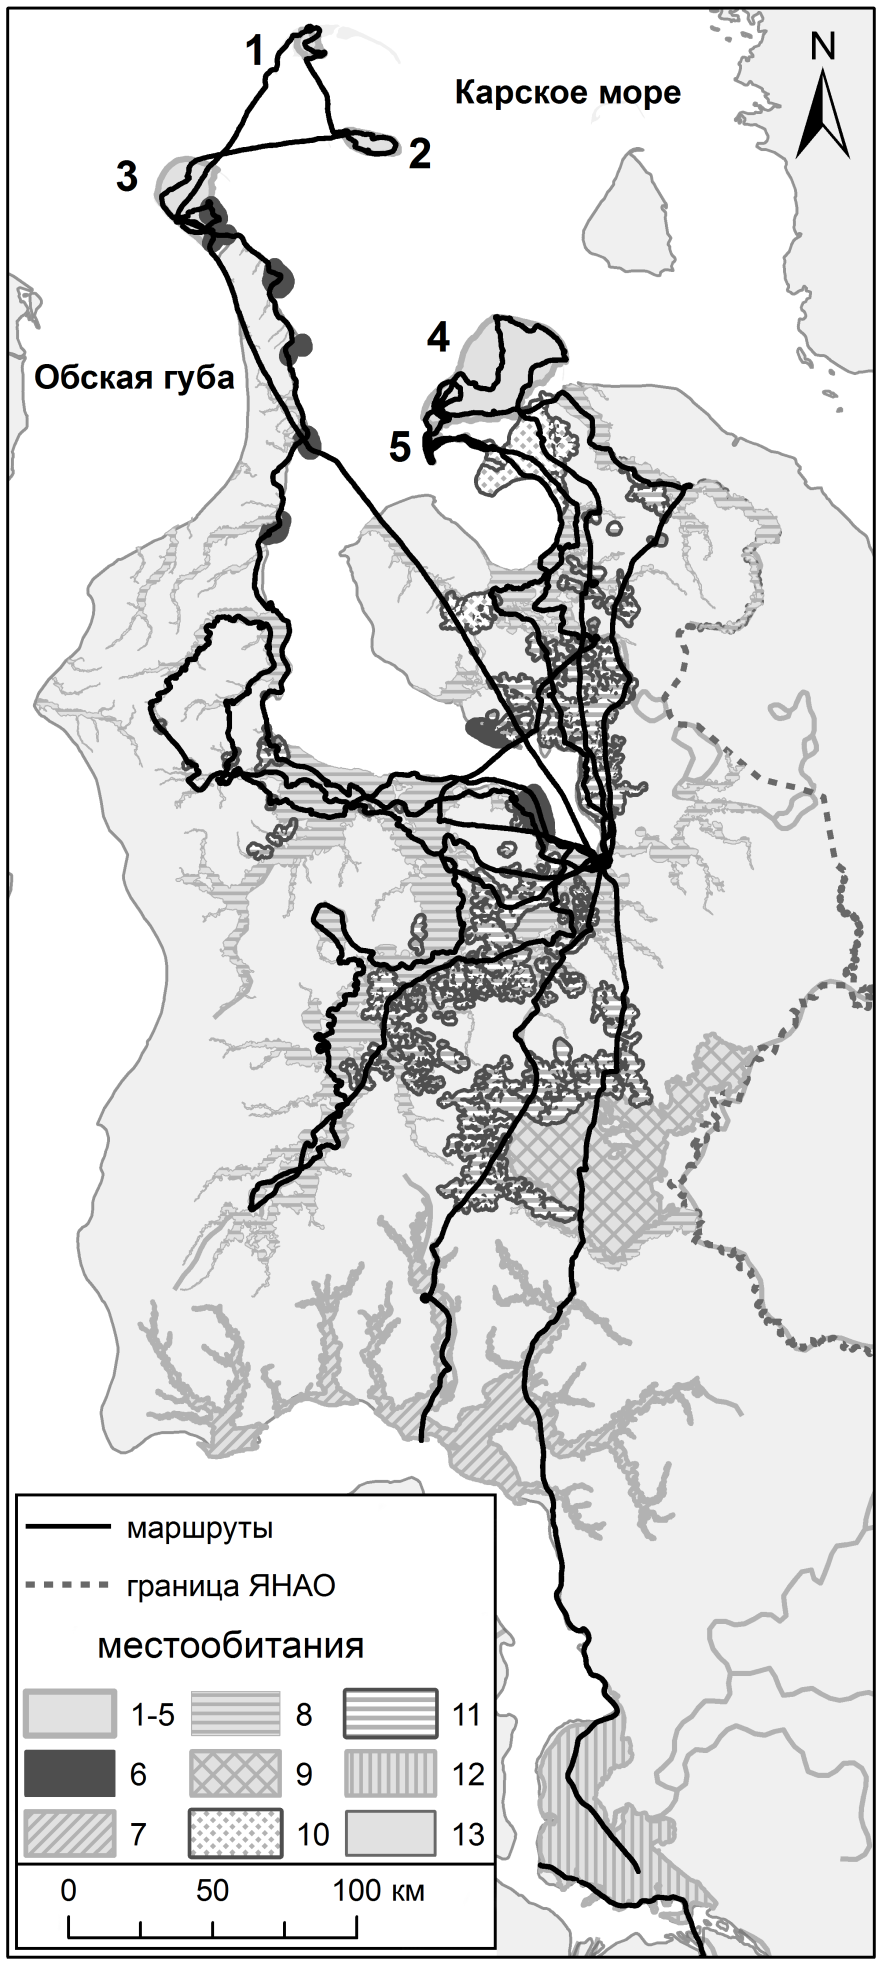 1
N
Карское море
2
3
4
Обская губа
5
маршруты
граница ЯНАО
местообитания
1-5 8 11
6 9 12
7 10 13
0 50 100 км